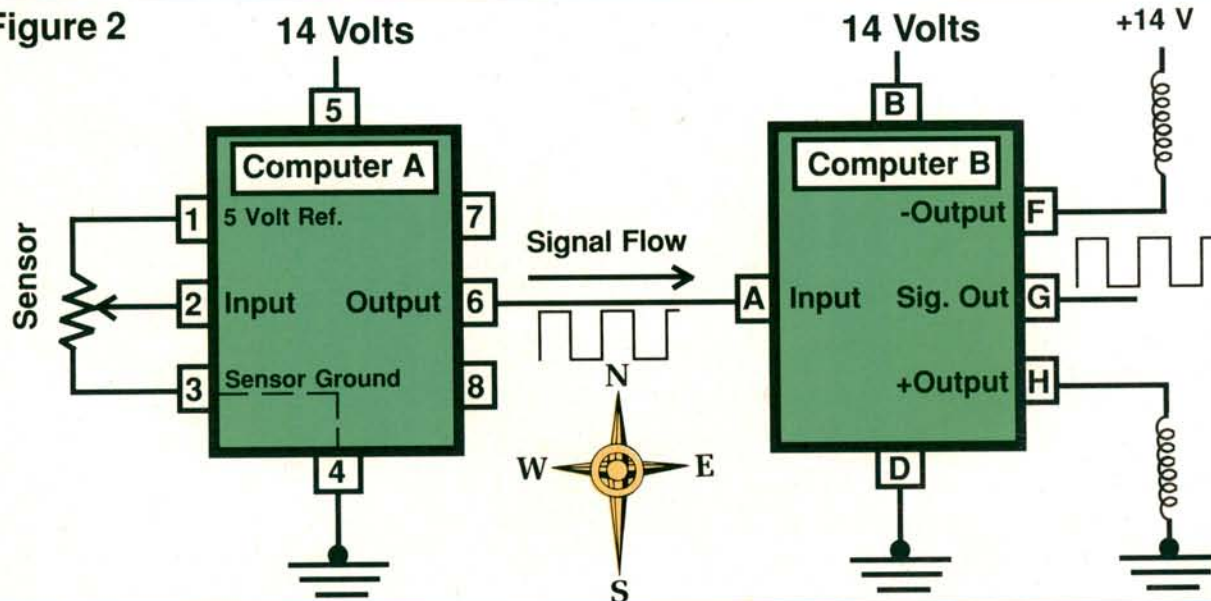 Figure 2
14 Volts
14 Volts
+14 V
5
B
Computer A
Computer B
1
5 Volt Ref.
7
-Output
F
Sensor
Signal Flow
2
Input
Output
6
A
Input
Sig. Out
G
3
Sensor Ground
8
+Output
H
N
W
E
S
4
D